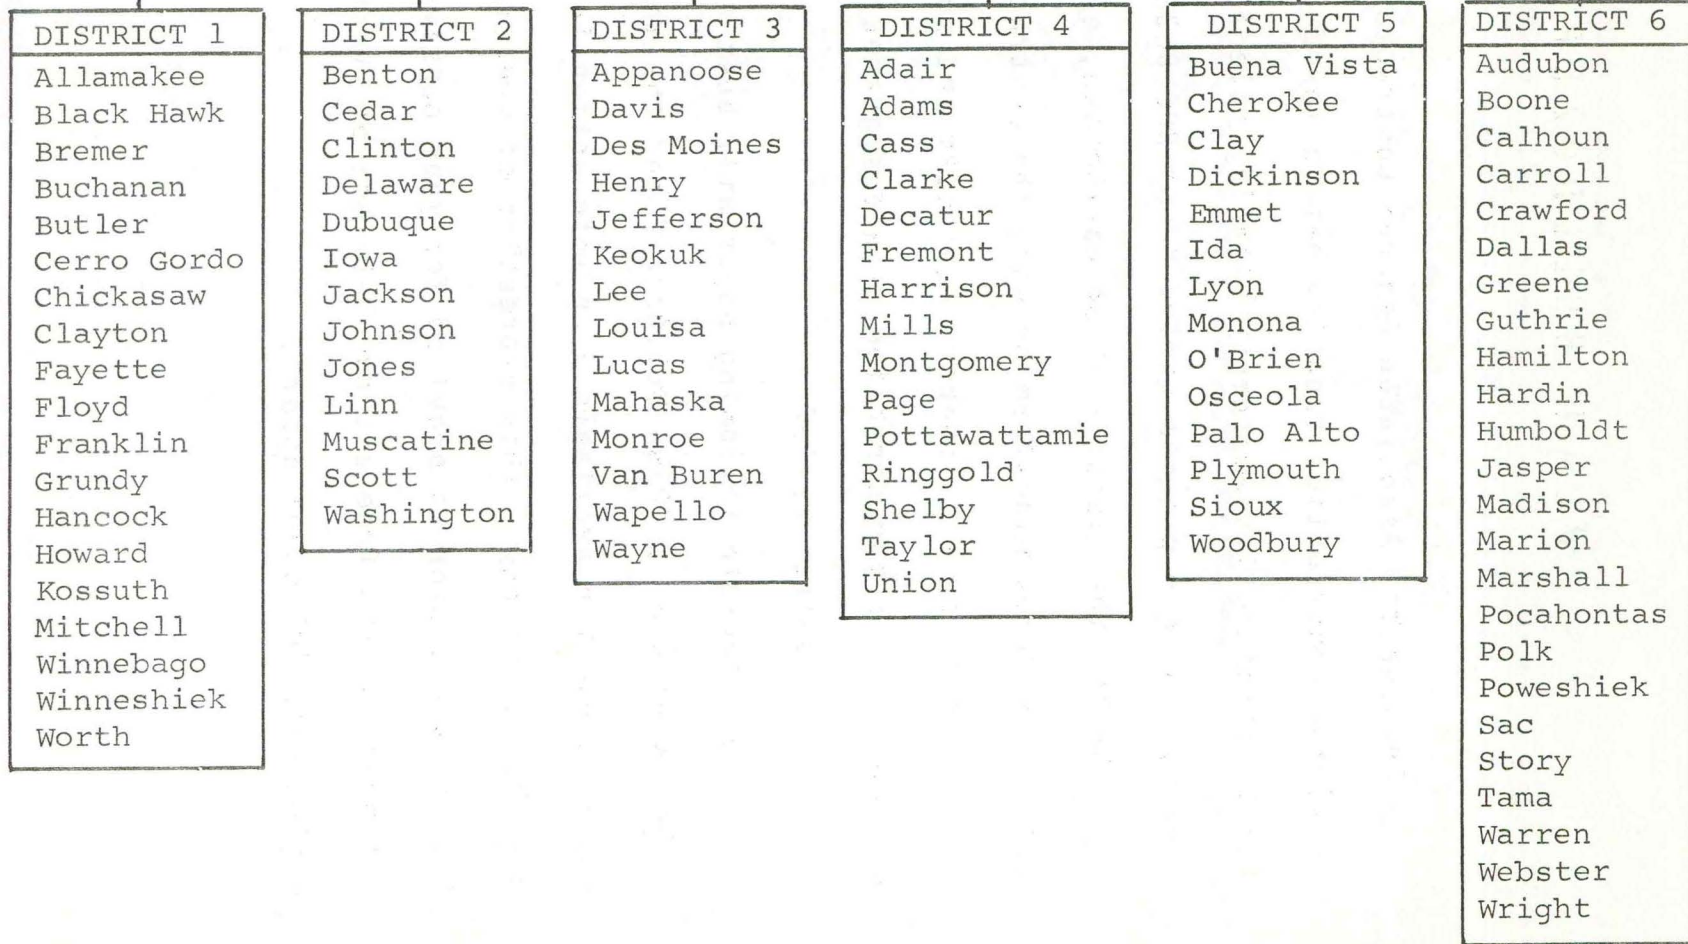 DISTRICT 1
Allamakee
Black Hawk
Bremer
Buchanan
Butler
Cerro Gordo
Chickasaw
Clayton
Fayette
Floyd
Franklin
Grundy
Hancock
Howard
Kossuth
Mitchell
Winnebago
Winneshiek
Worth
DISTRICT 2
Benton
Cedar
Clinton
Delaware
Dubuque
Iowa
Jackson
Johnson
Jones
Linn
Muscatine
Scott
Washington
DISTRICT 3
Appanoose
Davis
Des Moines
Henry
Jefferson
Keokuk
Lee
Louisa
Lucas
Mahaska
Monroe
Van Buren
Wapello
Wayne
DISTRICT 4
Adair
Adams
Cass
Clarke
Decatur
Fremont
Harrison
Mills
Montgomery
Page
Pottawattamie
Ringgold
Shelby
Taylor
Union
DISTRICT 5
Buena Vista
Cherokee
Clay
Dickinson
Emmet
Ida
Lyon
Monona
O'Brien
Osceola
Palo Alto
Plymouth
Sioux
Woodbury
DISTRICT 6
Audubon
Boone
Calhoun
Carroll
Crawford
Dallas
Greene
Guthrie
Hamilton
Hardin
Humboldt
Jasper
Madison
Marion
Marshall
Pocahontas
Polk
Poweshiek
Sac
Story
Tama
Warren
Webster
Wright